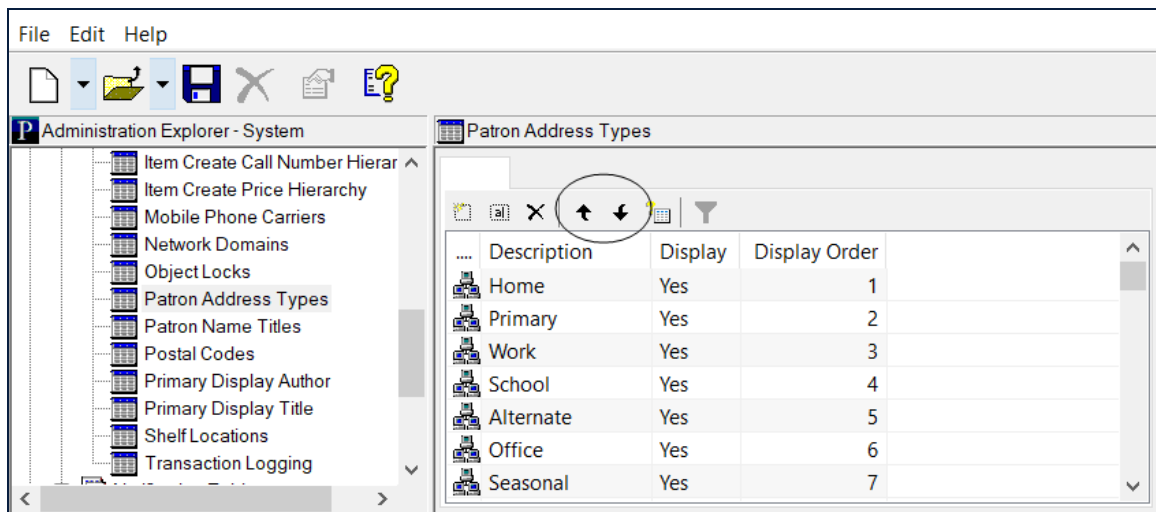 File Edit Help
Administration Explorer - System
Item Create Call Number Hierar
Item Create Price Hierarchy
Mobile Phone Carriers
Network Domains
Object Locks
Patron Address Types
Patron Name Titles
Postal Codes
Primary Display Author
Primary Display Title
Shelf Locations
Transaction Logging
Patron Address Types
.... Description Display Display Order
Home Yes 1
Primary Yes 2
Work Yes 3
School Yes 4
Alternate Yes 5
Office Yes 6
Seasonal Yes 7